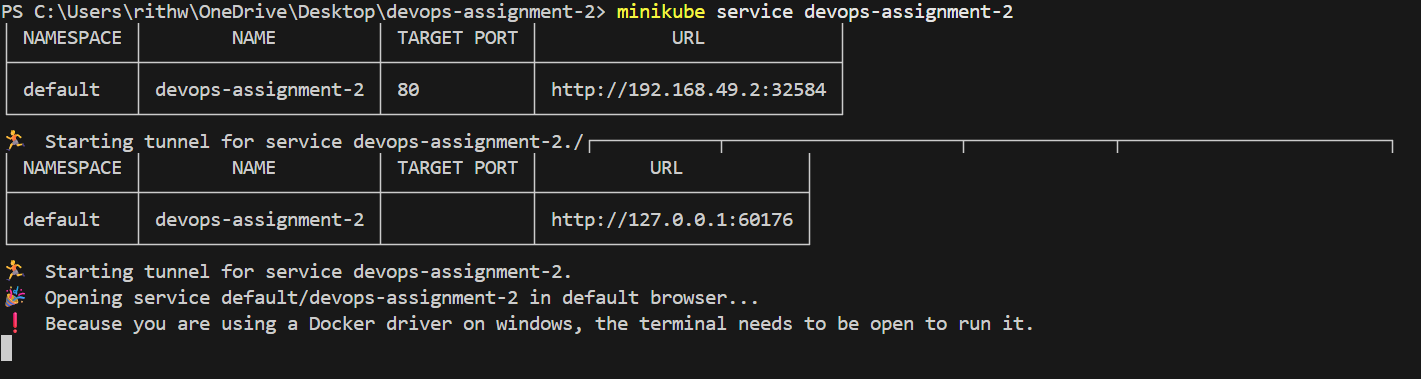 PS C:\Users\rithw\OneDrive\Desktop\devops-assignment-2> minikube service devops-assignment-2
NAMESPACE NAME TARGET PORT URL
default devops-assignment-2 80 http://192.168.49.2:32584
Starting tunnel for service devops-assignment-2./
NAMESPACE NAME TARGET PORT URL
default devops-assignment-2 http://127.0.0.1:60176
Starting tunnel for service devops-assignment-2.
Opening service default/devops-assignment-2 in default browser...
Because you are using a Docker driver on windows, the terminal needs to be open to run it.